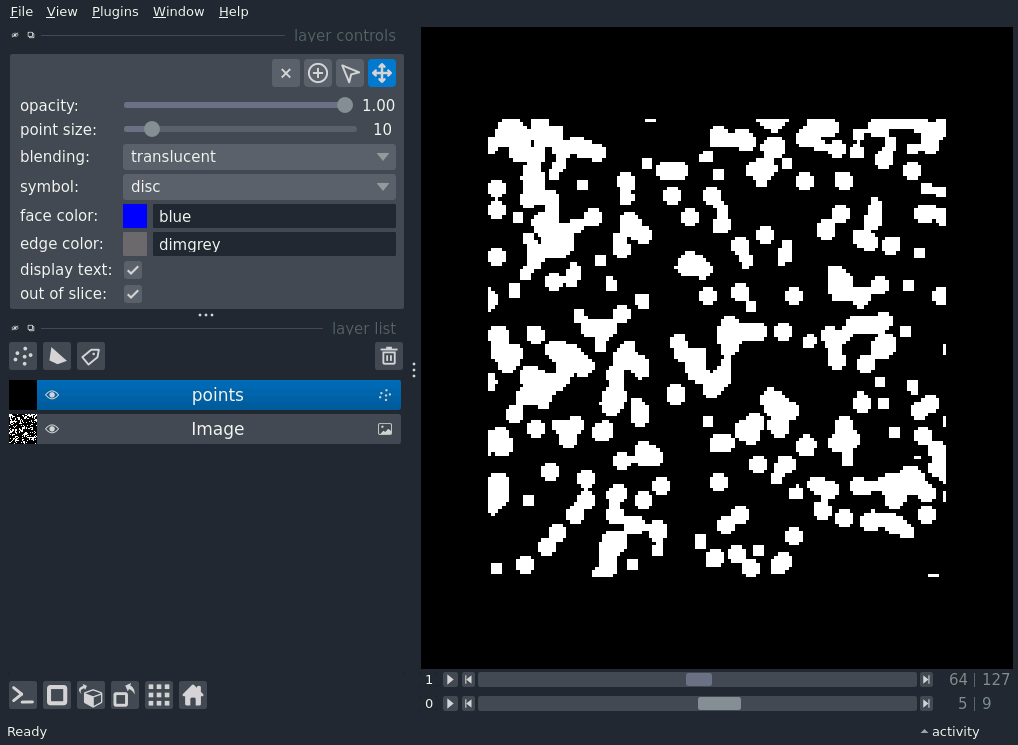 File View Plugins Window Help
layer controls
opacity: 1.00
point size: 10
blending: translucent
symbol: disc
face color: blue
edge color: dimgrey
display text:
out of slice:
layer list
points
Image
1 64 | 127
0 5 | 9
Ready activity